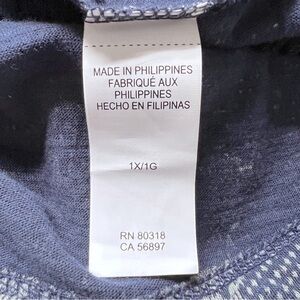 MADE IN PHILIPPINES
FABRIQUÉ AUX
PHILIPPINES
HECHO EN FILIPINAS
1X/1G
RN 80318
CA 56897